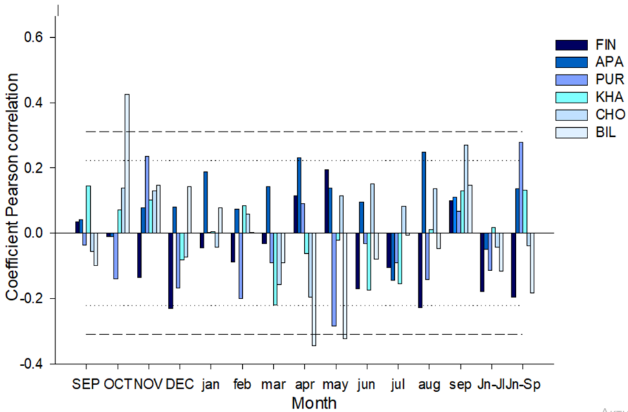 Coefficient Pearson correlation
0.6
0.4
0.2
0.0
-0.2
-0.4
SEP OCT NOV DEC jan feb mar apr may jun jul aug sep Jn-Jl Jn-Sp
Month
FIN
APA
PUR
KHA
CHO
BIL